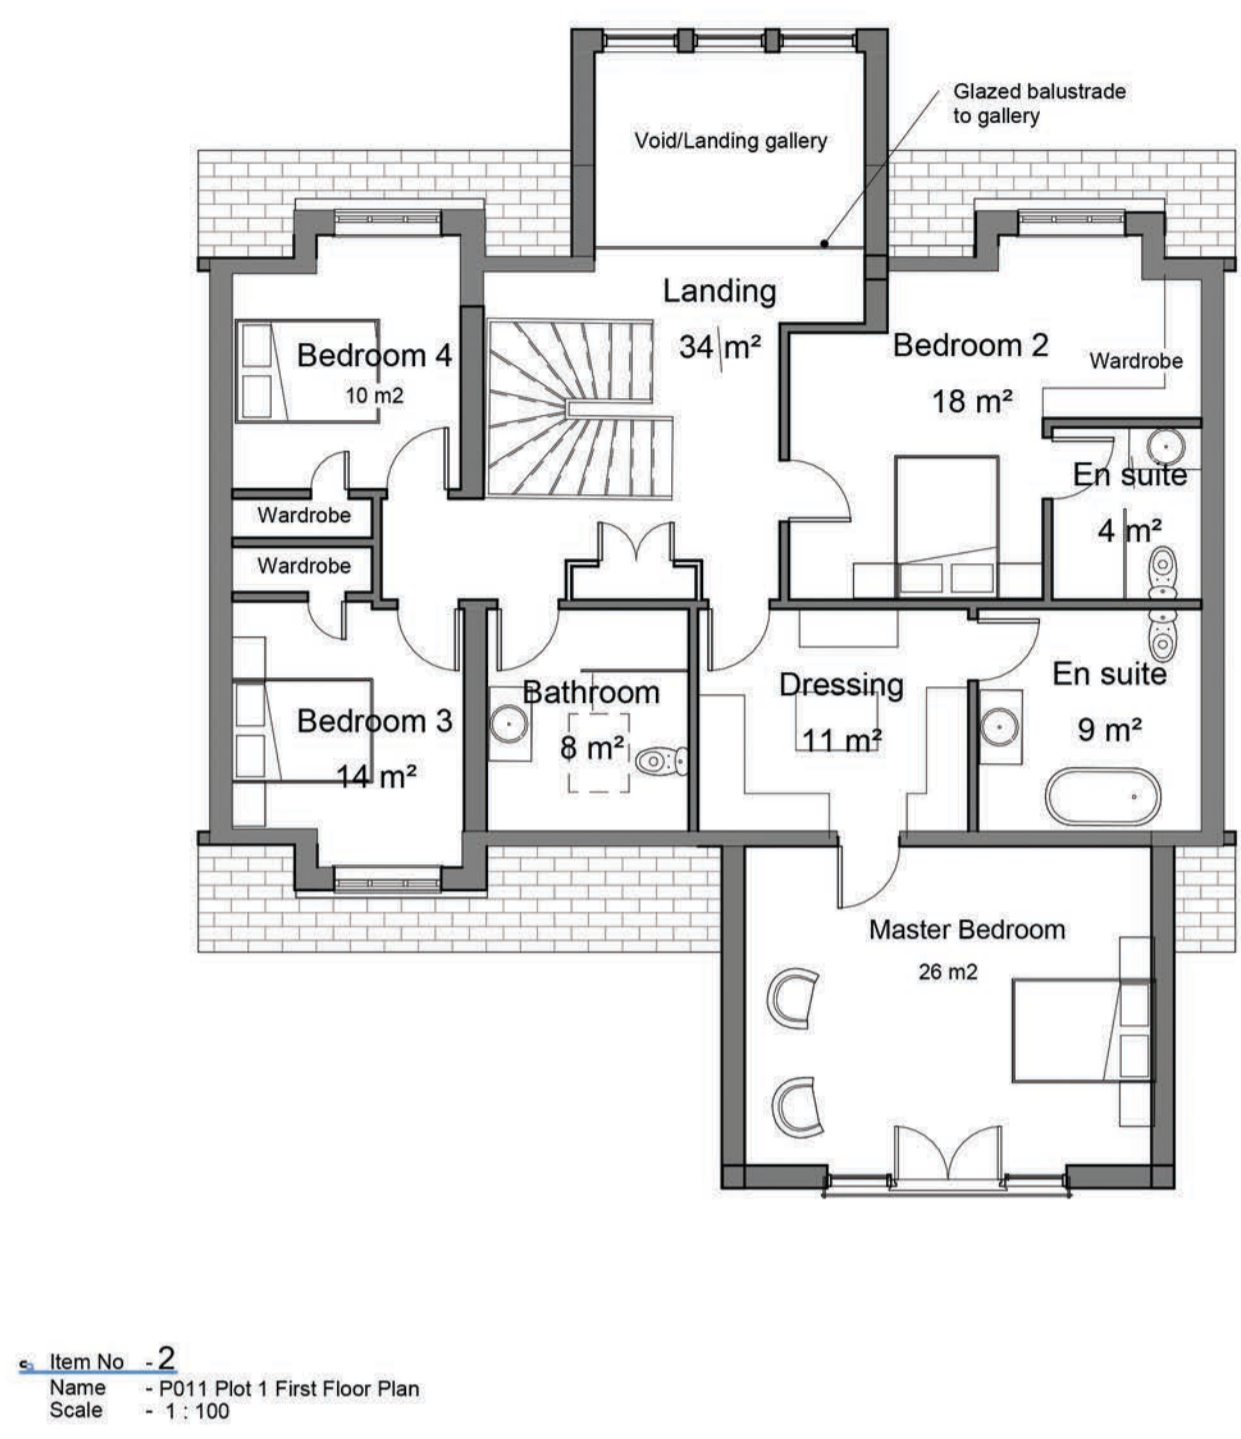 Glazed balustrade
to gallery
Void/Landing gallery
Landing
34 m²
Bedroom 4
10 m2
Bedroom 2
18 m²
Wardrobe
En suite
4 m²
Wardrobe
Wardrobe
Bedroom 3
14 m²
Bathroom
8 m²
Dressing
11 m²
En suite
9 m²
Master Bedroom
26 m2
Item No - 2
Name - P011 Plot 1 First Floor Plan
Scale - 1 : 100